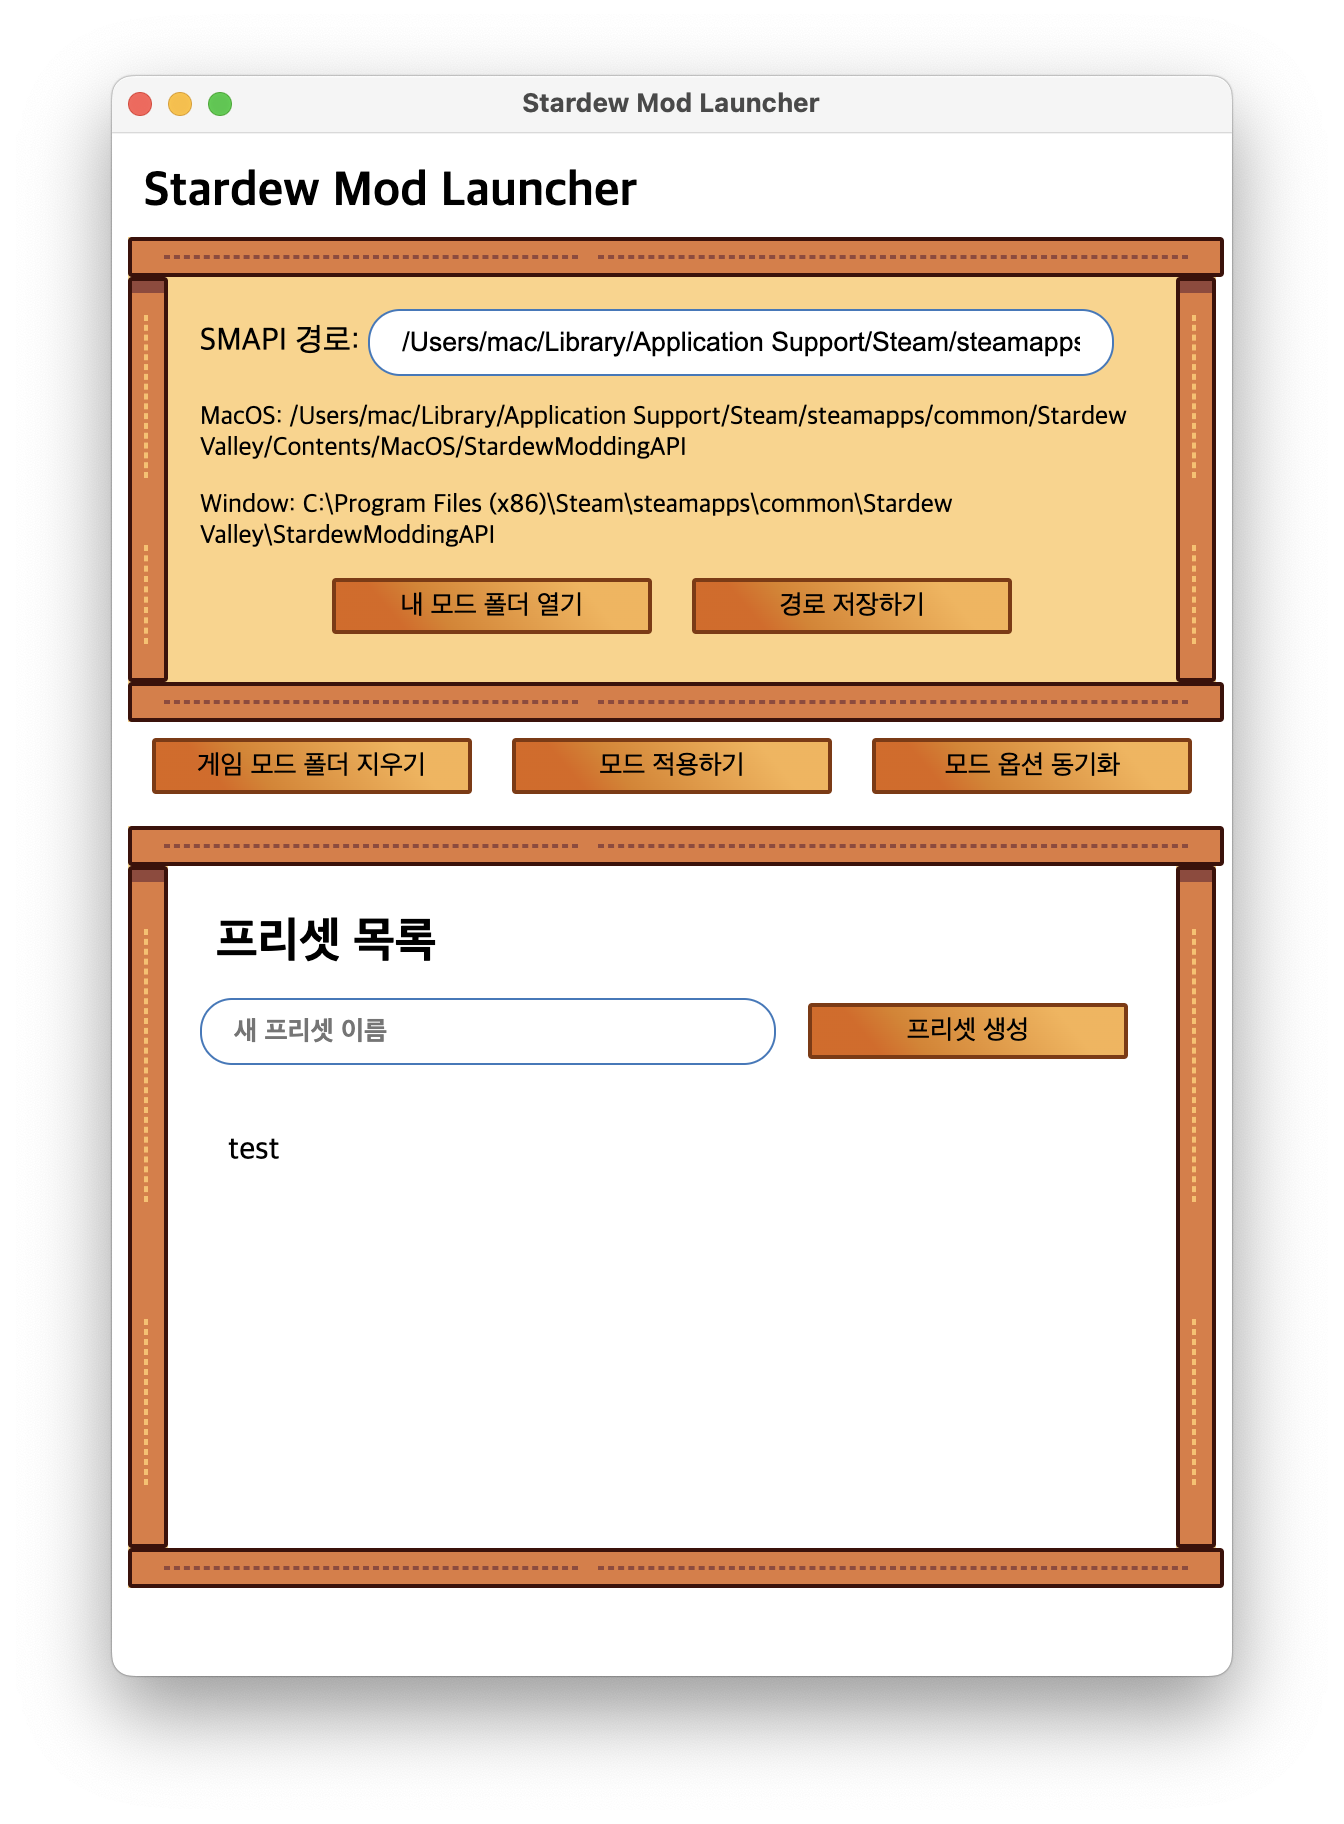 Stardew Mod Launcher
Stardew Mod Launcher
SMAPI 경로: /Users/mac/Library/Application Support/Steam/steamapps
MacOS: /Users/mac/Library/Application Support/Steam/steamapps/common/Stardew
Valley/Contents/MacOS/StardewModdingAPI
Window: C:\Program Files (x86)\Steam\steamapps\common\Stardew
Valley\StardewModdingAPI
내 모드 폴더 열기 경로 저장하기
게임 모드 폴더 지우기 모드 적용하기 모드 옵션 동기화
프리셋 목록
새 프리셋 이름 프리셋 생성
test